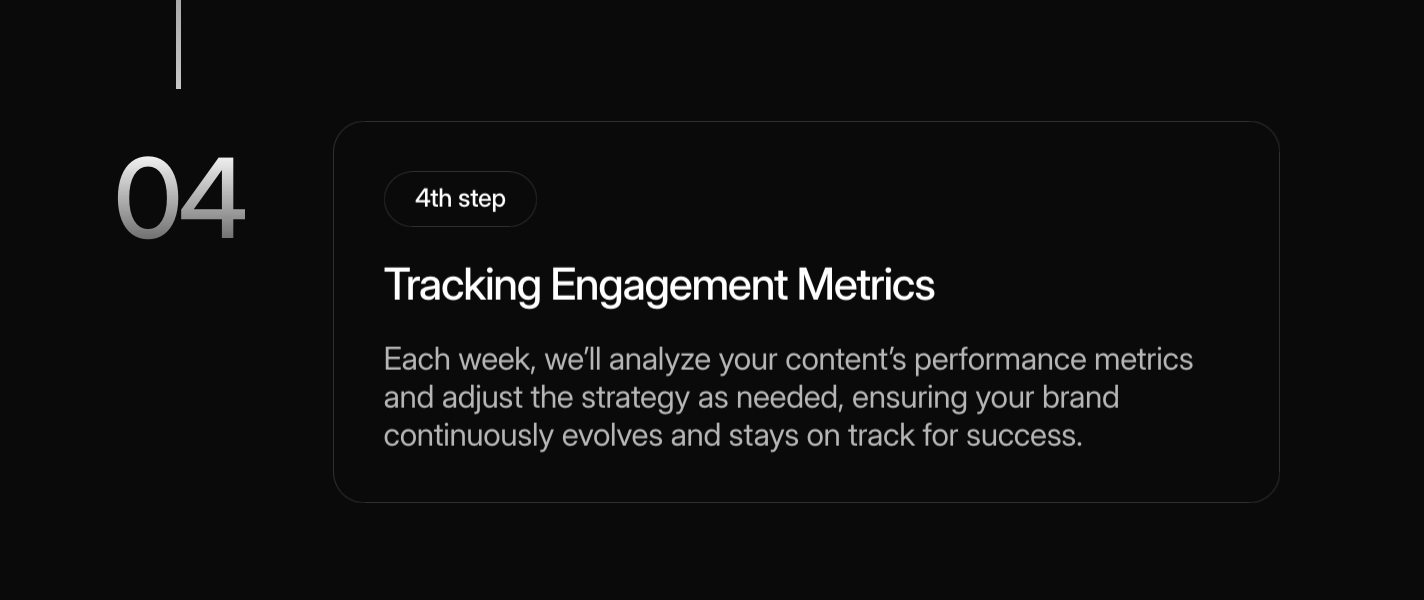 04
4th step
Tracking Engagement Metrics
Each week, we’ll analyze your content’s performance metrics
and adjust the strategy as needed, ensuring your brand
continuously evolves and stays on track for success.